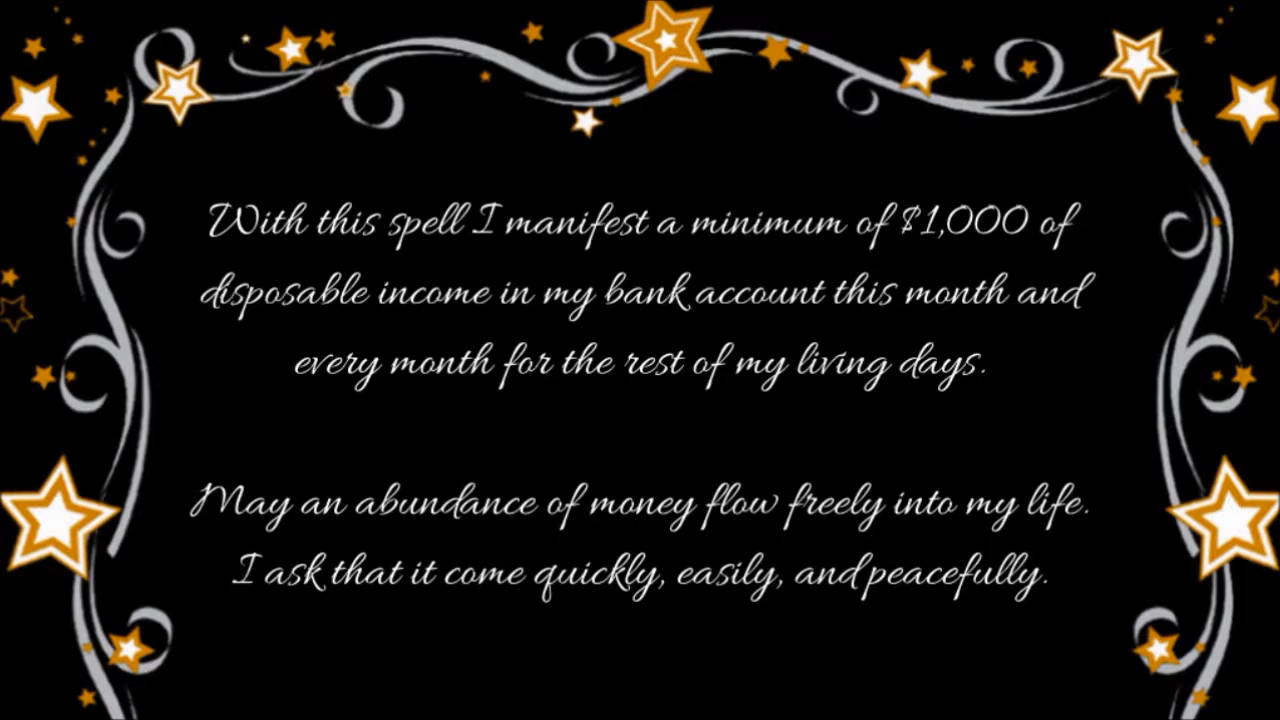 With this spell I manifest a minimum of $1,000 of
disposable income in my bank account this month and
every month for the rest of my living days.
May an abundance of money flow freely into my life.
I ask that it come quickly, easily, and peacefully.